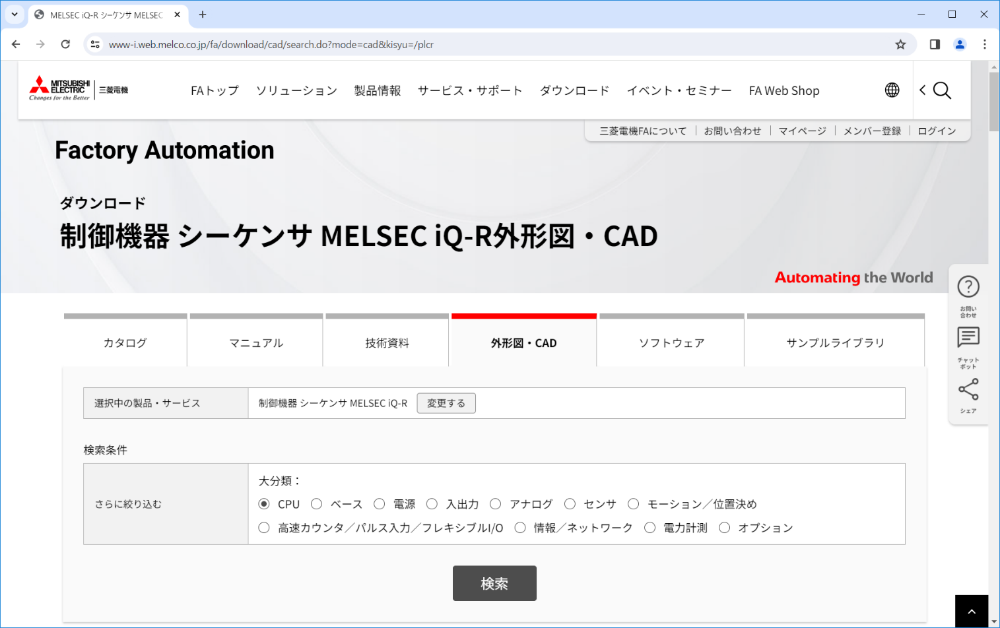 MELSEC iQ-R シーケンサ MELSEC
www-i.web.melco.co.jp/fa/download/cad/search.do?mode=cad&kisyu=/plcr
MITSUBISHI ELECTRIC
Changes for the Better
三菱電機
FAトップ ソリューション 製品情報 サービス・サポート ダウンロード イベント・セミナー FA Web Shop
三菱電機FAについて お問い合わせ マイページ メンバー登録 ログイン
Factory Automation
ダウンロード
制御機器 シーケンサ MELSEC iQ-R外形図・CAD
Automating the World
お問い
合わせ
チャット
ボット
シェア
カタログ マニュアル 技術資料 外形図・CAD ソフトウェア サンプルライブラリ
選択中の製品・サービス 制御機器 シーケンサ MELSEC iQ-R 変更する
検索条件
さらに絞り込む
大分類：
CPU ベース 電源 入出力 アナログ センサ モーション／位置決め
高速カウンタ／パルス入力／フレキシブルI/O 情報／ネットワーク 電力計測 オプション
検索